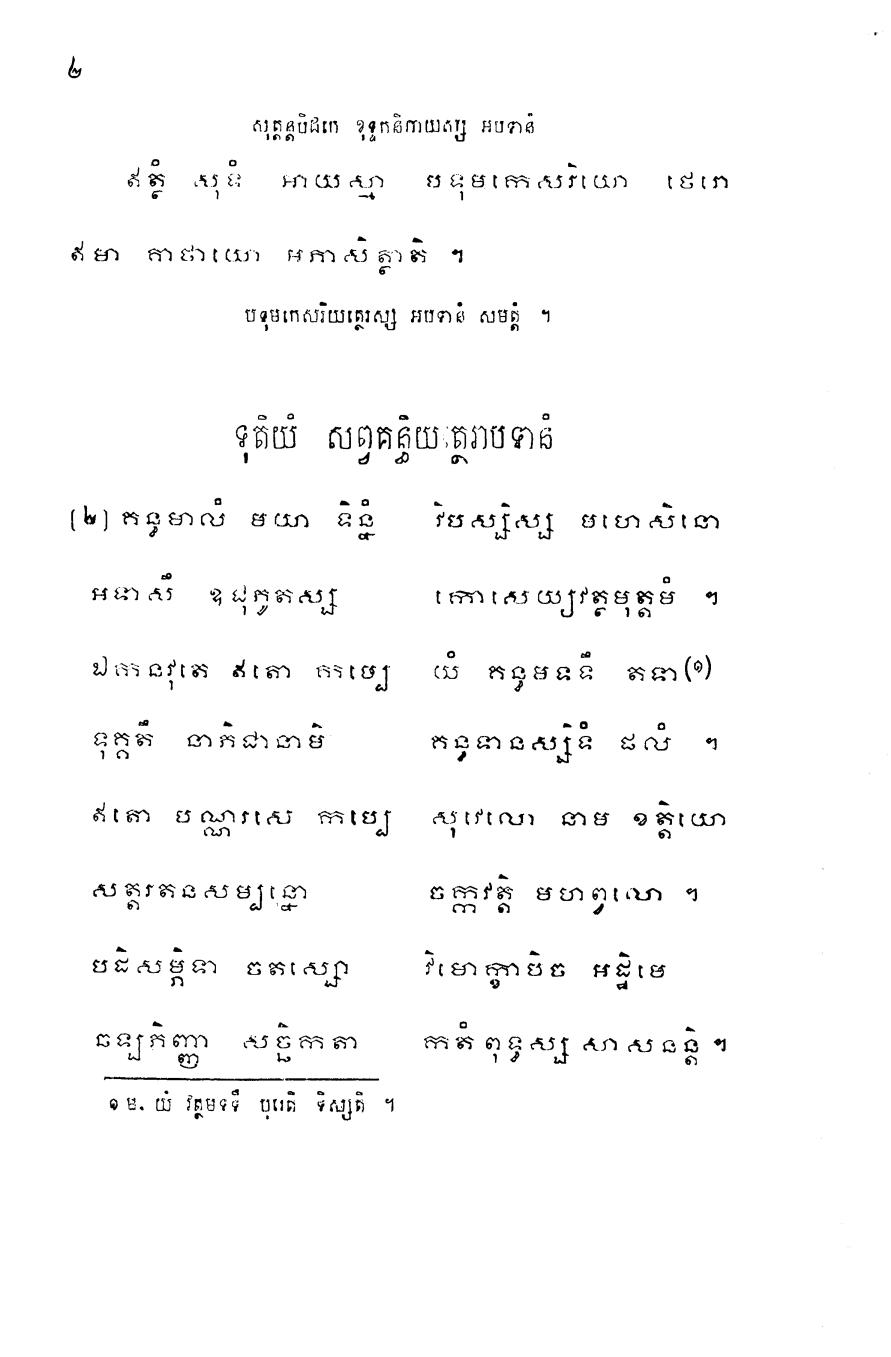 ២
សុត្តន្តបិដកេ ខុទ្ទកនិកាយស្ស អបទានំ
ឥត្ថំ សុទំ អាយស្មា បទុមកេសរិយោ ថេរោ
ឥមា គាថាយោ អភាសិត្ថាតិ ។
បទុមកេសរិយត្ថេរស្ស អបទានំ សមត្តំ ។
ទុតិយំ សព្វគន្ធិយត្ថេរាបទានំ
[២] គន្ធមាលំ មយា ទិន្នំ វិបស្សិស្ស មហេសិនោ
អទាសឹ ឧជុភូតស្ស កោសេយ្យវត្ថមុត្តមំ ។
ឯកនវុតេ ឥតោ កប្បេ យំ គន្ធមទទឹ តទា(១)
ទុគ្គតឹ នាភិជានាមិ គន្ធទានស្សិទំ ផលំ ។
ឥតោ បណ្ណរសេ កប្បេ សុវេលោ នាម ខត្តិយោ
សត្តរតនសម្បន្នោ ចក្កវត្តិ មហព្វលោ ។
បដិសម្ភិទា ចតស្សោ វិមោក្ខាបិច អដ្ឋិមេ
ឆឡភិញ្ញា សច្ឆិកតា កតំ ពុទ្ធស្ស សាសនន្តិ ។
១ ម. យំ វត្ថមទទឹ បុរេតិ ទិស្សតិ ។